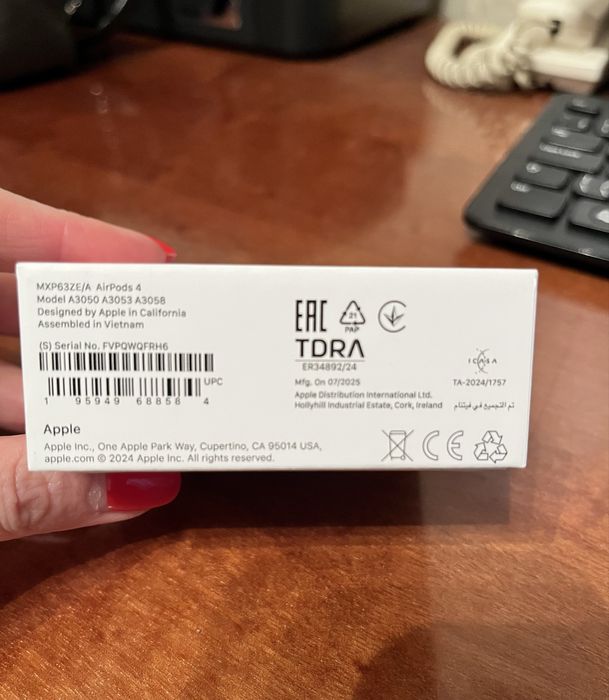 MXP63ZE/A AirPods 4
Model A3050 A3053 A3058
Designed by Apple in California
Assembled in Vietnam
(S) Serial No. FVPQWQFRH6
UPC
1 95949 68858 4
Apple
Apple Inc., One Apple Park Way, Cupertino, CA 95014 USA,
apple.com © 2024 Apple Inc. All rights reserved.
EAC
21
PAP
TDRA
ER34892/24
Mfg. On 07/2025
Apple Distribution International Ltd.
Hollyhill Industrial Estate, Cork, Ireland
ICASA
TA-2024/1757
تم التجميع في فيتنام
CE